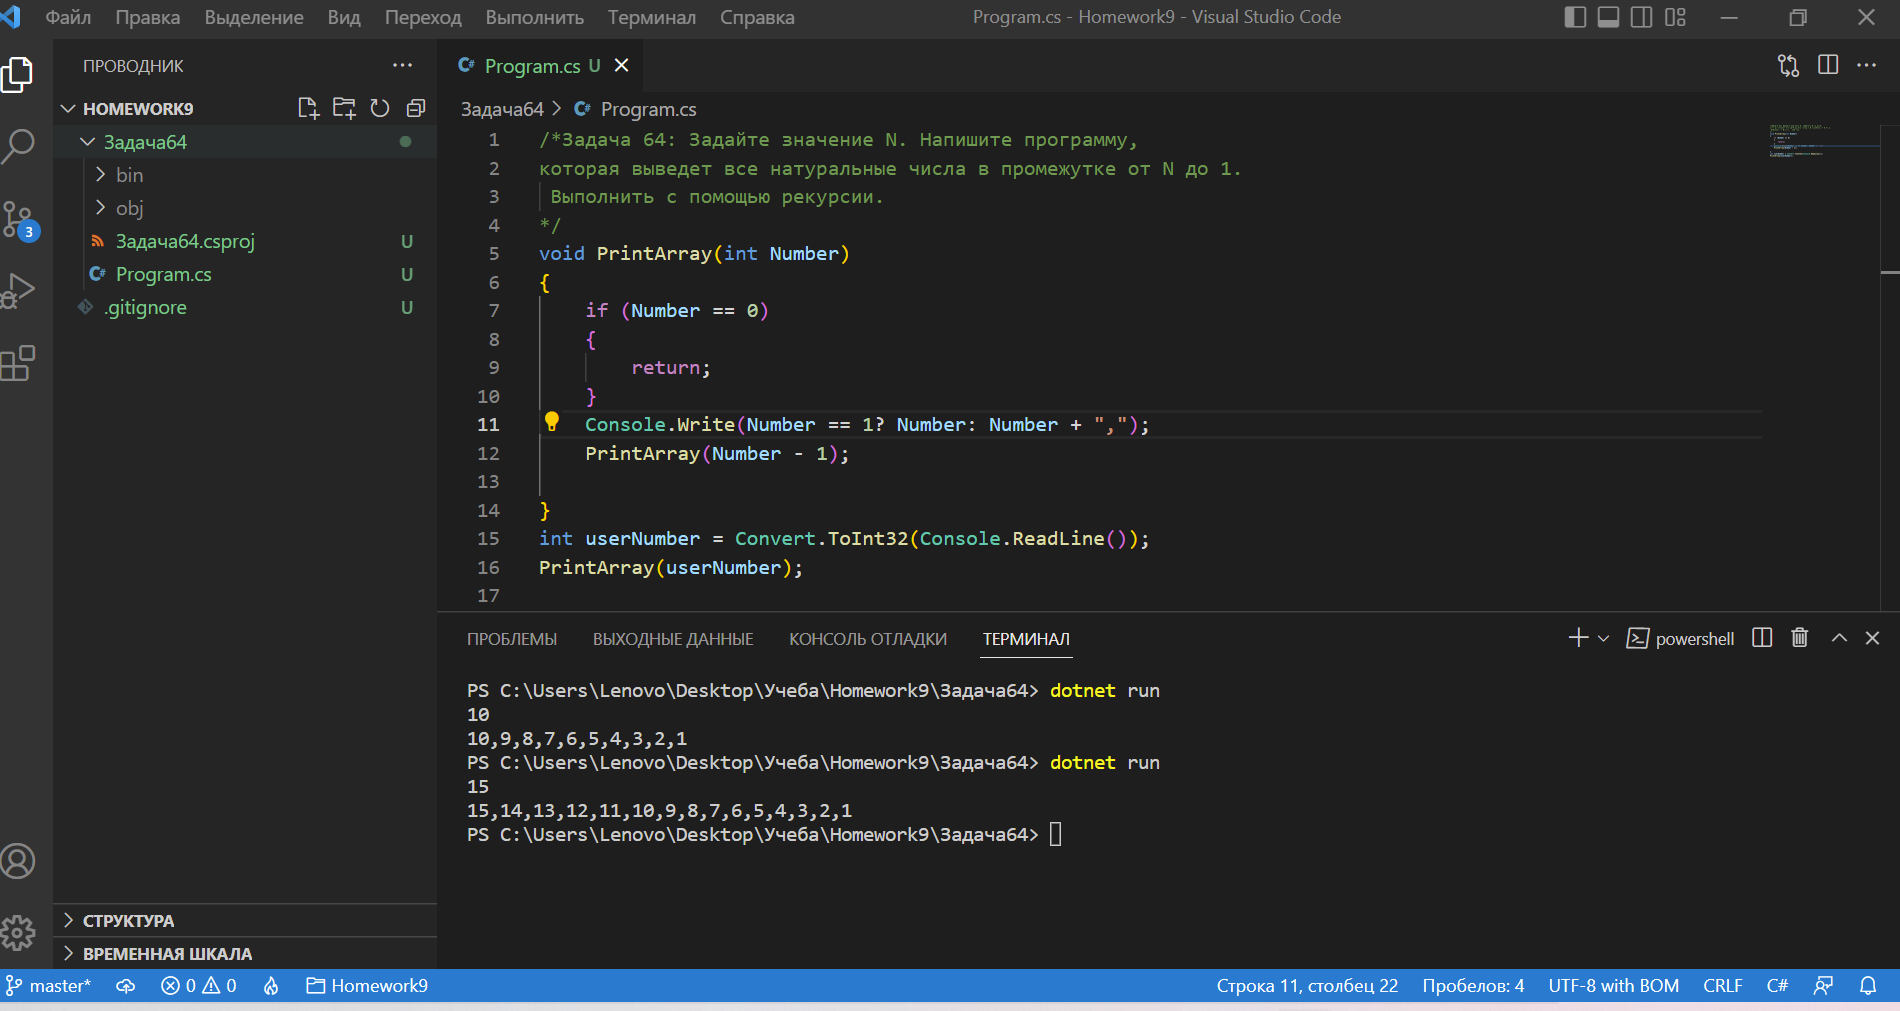 Файл Правка Выделение Вид Переход Выполнить Терминал Справка Program.cs - Homework9 - Visual Studio Code
ПРОВОДНИК
HOMEWORK9
Задача64
bin
obj
Задача64.csproj U
Program.cs U
.gitignore U
3
СТРУКТУРА
ВРЕМЕННАЯ ШКАЛА
C# Program.cs U
Задача64 > C# Program.cs
1 /*Задача 64: Задайте значение N. Напишите программу,
2 которая выведет все натуральные числа в промежутке от N до 1.
3 Выполнить с помощью рекурсии.
4 */
5 void PrintArray(int Number)
6 {
7 if (Number == 0)
8 {
9 return;
10 }
11 Console.Write(Number == 1? Number: Number + ",");
12 PrintArray(Number - 1);
13
14 }
15 int userNumber = Convert.ToInt32(Console.ReadLine());
16 PrintArray(userNumber);
17
ПРОБЛЕМЫ ВЫХОДНЫЕ ДАННЫЕ КОНСОЛЬ ОТЛАДКИ ТЕРМИНАЛ powershell
PS C:\Users\Lenovo\Desktop\Учеба\Homework9\Задача64> dotnet run
10
10,9,8,7,6,5,4,3,2,1
PS C:\Users\Lenovo\Desktop\Учеба\Homework9\Задача64> dotnet run
15
15,14,13,12,11,10,9,8,7,6,5,4,3,2,1
PS C:\Users\Lenovo\Desktop\Учеба\Homework9\Задача64>
master* 0 0 Homework9 Строка 11, столбец 22 Пробелов: 4 UTF-8 with BOM CRLF C#